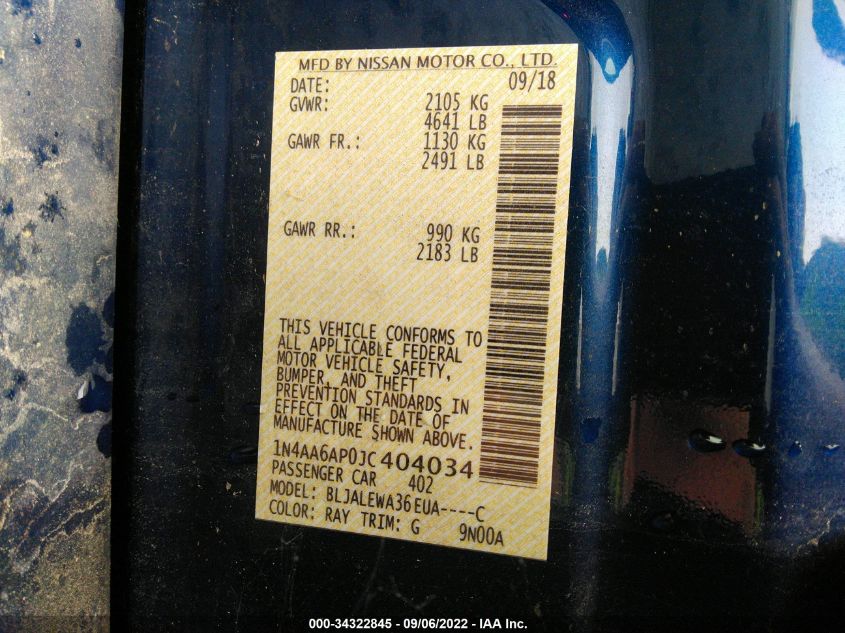 MFD BY NISSAN MOTOR CO., LTD.
DATE: 09/18
GVWR: 2105 KG
4641 LB
GAWR FR.: 1130 KG
2491 LB
GAWR RR.: 990 KG
2183 LB
THIS VEHICLE CONFORMS TO
ALL APPLICABLE FEDERAL
MOTOR VEHICLE SAFETY,
BUMPER, AND THEFT
PREVENTION STANDARDS IN
EFFECT ON THE DATE OF
MANUFACTURE SHOWN ABOVE.
1N4AA6AP0JC404034
PASSENGER CAR 402
MODEL: BLJALEWA36EUA----C
COLOR: RAY TRIM: G 9N00A
000-34322845 - 09/06/2022 - IAA Inc.